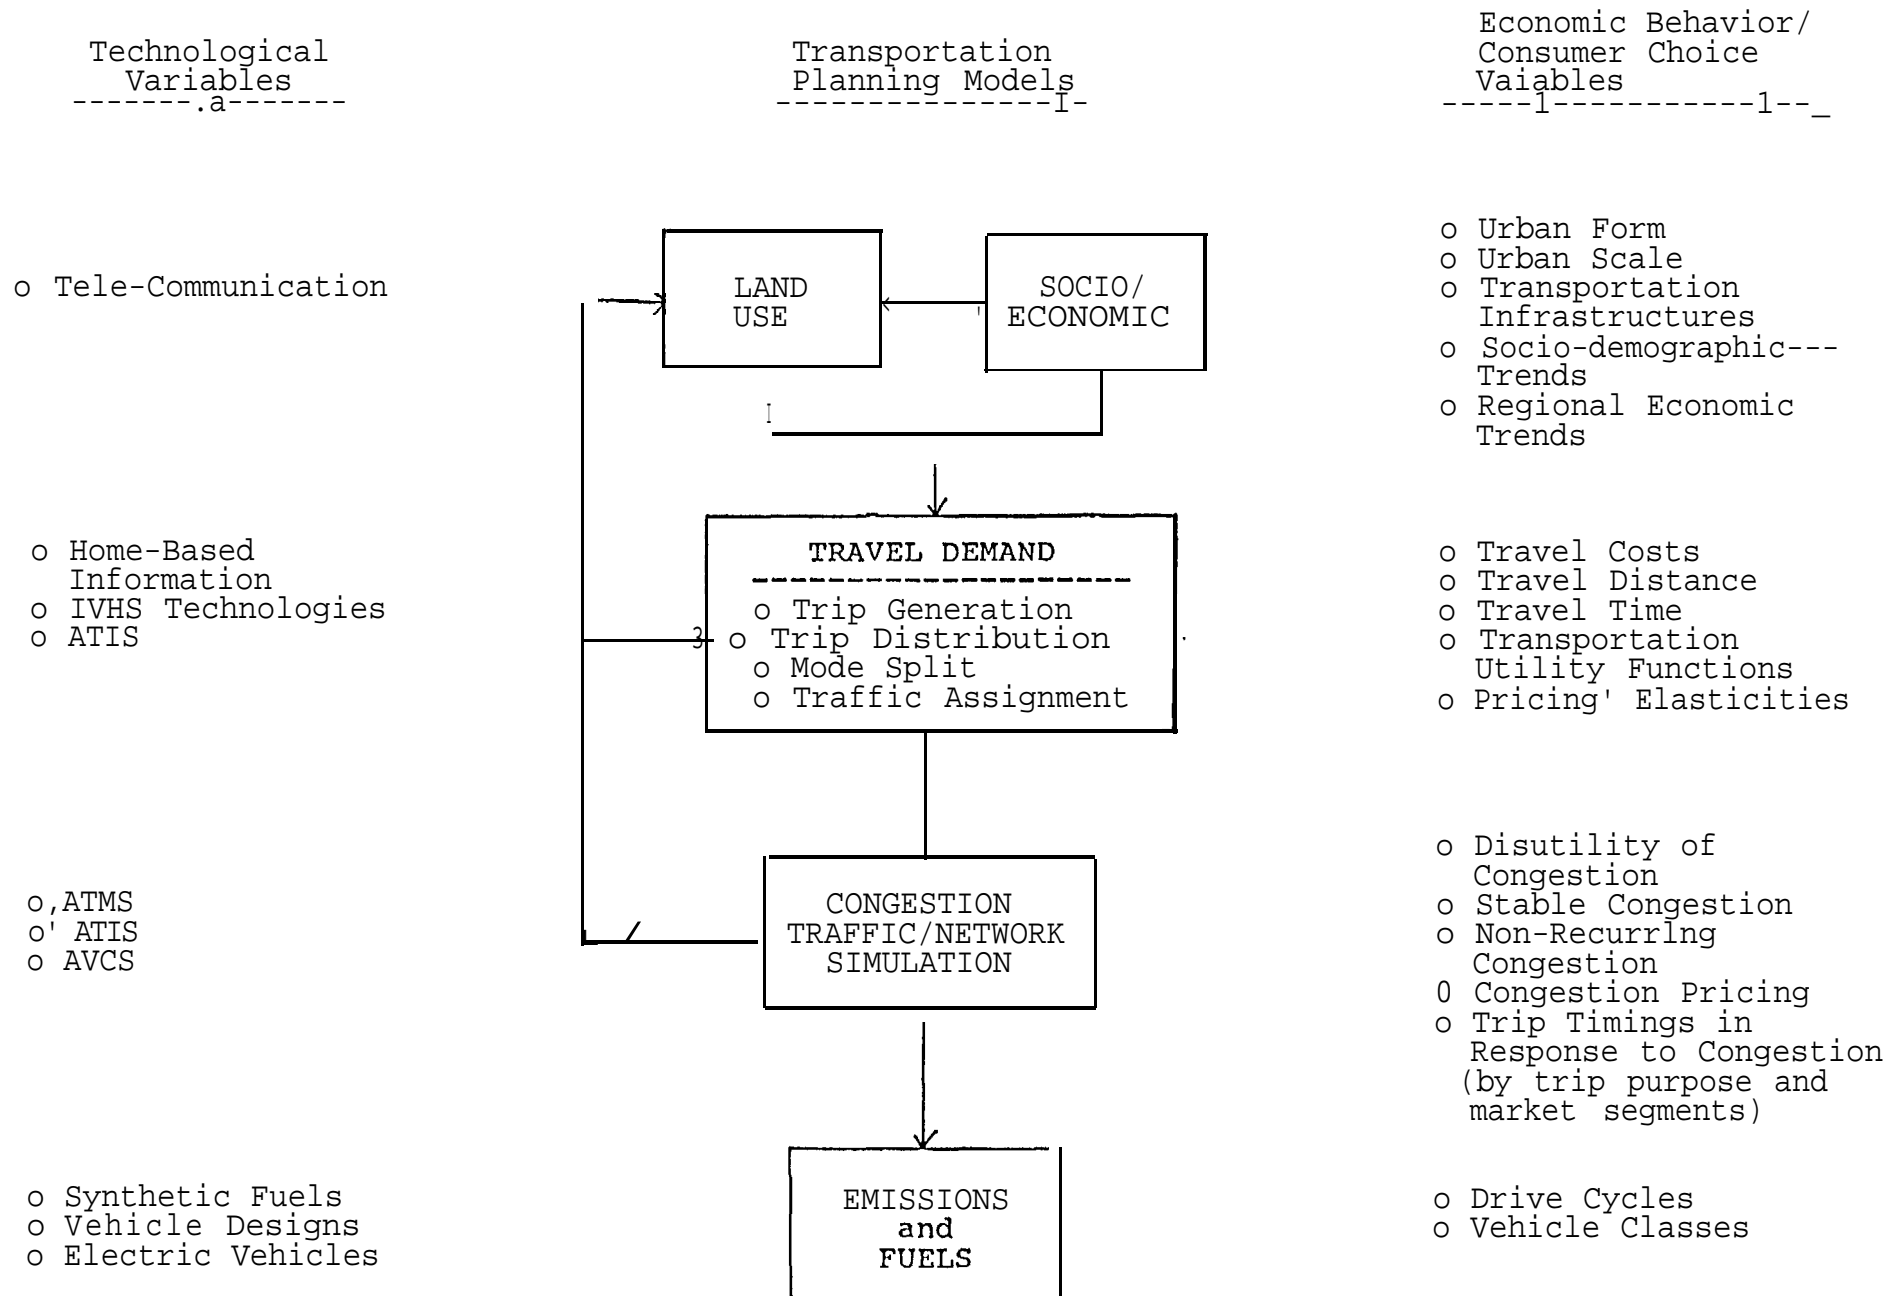 Technological
Variables
-------.a-------
Transportation
Planning Models
---------------I-
Economic Behavior/
Consumer Choice
Vaiables
-----1-----------1--_
o Tele-Communication
LAND
USE
SOCIO/
ECONOMIC
o Urban Form
o Urban Scale
o Transportation
Infrastructures
o Socio-demographic---
Trends
o Regional Economic
Trends
o Home-Based
Information
o IVHS Technologies
o ATIS
TRAVEL DEMAND
o Trip Generation
o Trip Distribution
o Mode Split
o Traffic Assignment
o Travel Costs
o Travel Distance
o Travel Time
o Transportation
Utility Functions
o Pricing' Elasticities
o,ATMS
o' ATIS
o AVCS
CONGESTION
TRAFFIC/NETWORK
SIMULATION
o Disutility of
Congestion
o Stable Congestion
o Non-Recurrlng
Congestion
0 Congestion Pricing
o Trip Timings in
Response to Congestion
(by trip purpose and
market segments)
o Synthetic Fuels
o Vehicle Designs
o Electric Vehicles
EMISSIONS
and
FUELS
o Drive Cycles
o Vehicle Classes